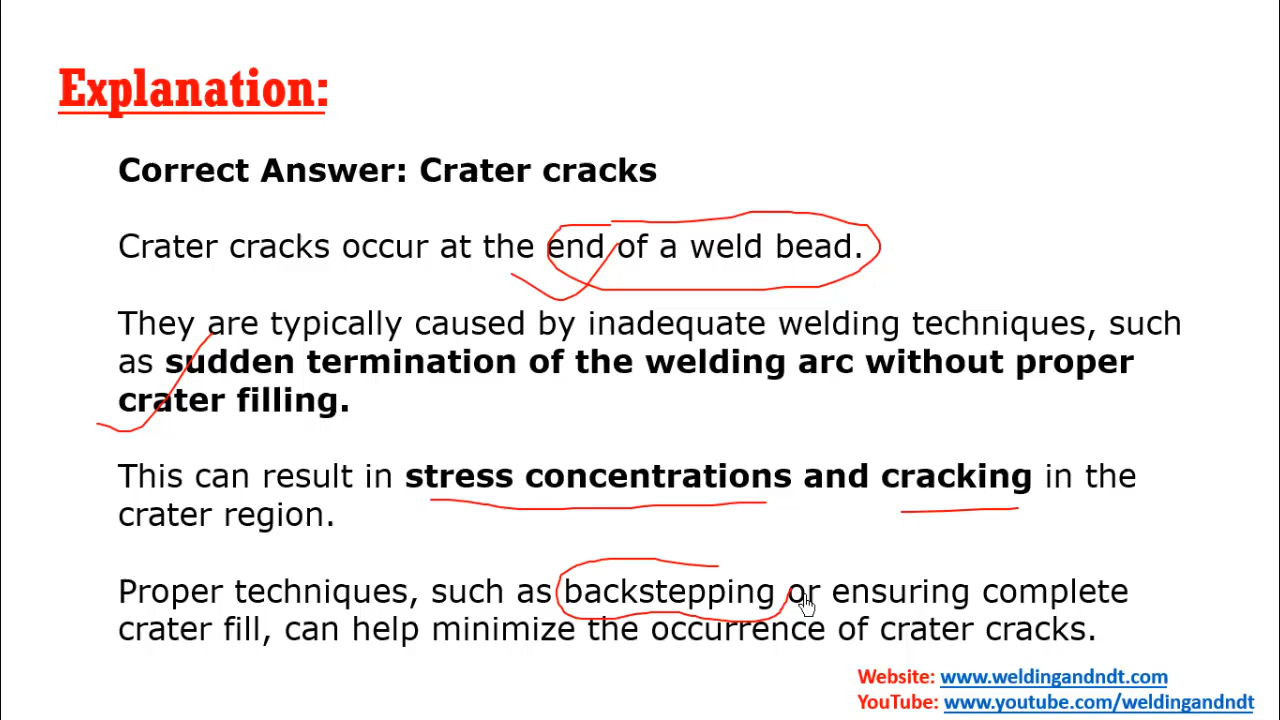 Explanation:
Correct Answer: Crater cracks
Crater cracks occur at the end of a weld bead.
They are typically caused by inadequate welding techniques, such
as sudden termination of the welding arc without proper
crater filling.
This can result in stress concentrations and cracking in the
crater region.
Proper techniques, such as backstepping or ensuring complete
crater fill, can help minimize the occurrence of crater cracks.
Website: www.weldingandndt.com
YouTube: www.youtube.com/weldingandndt